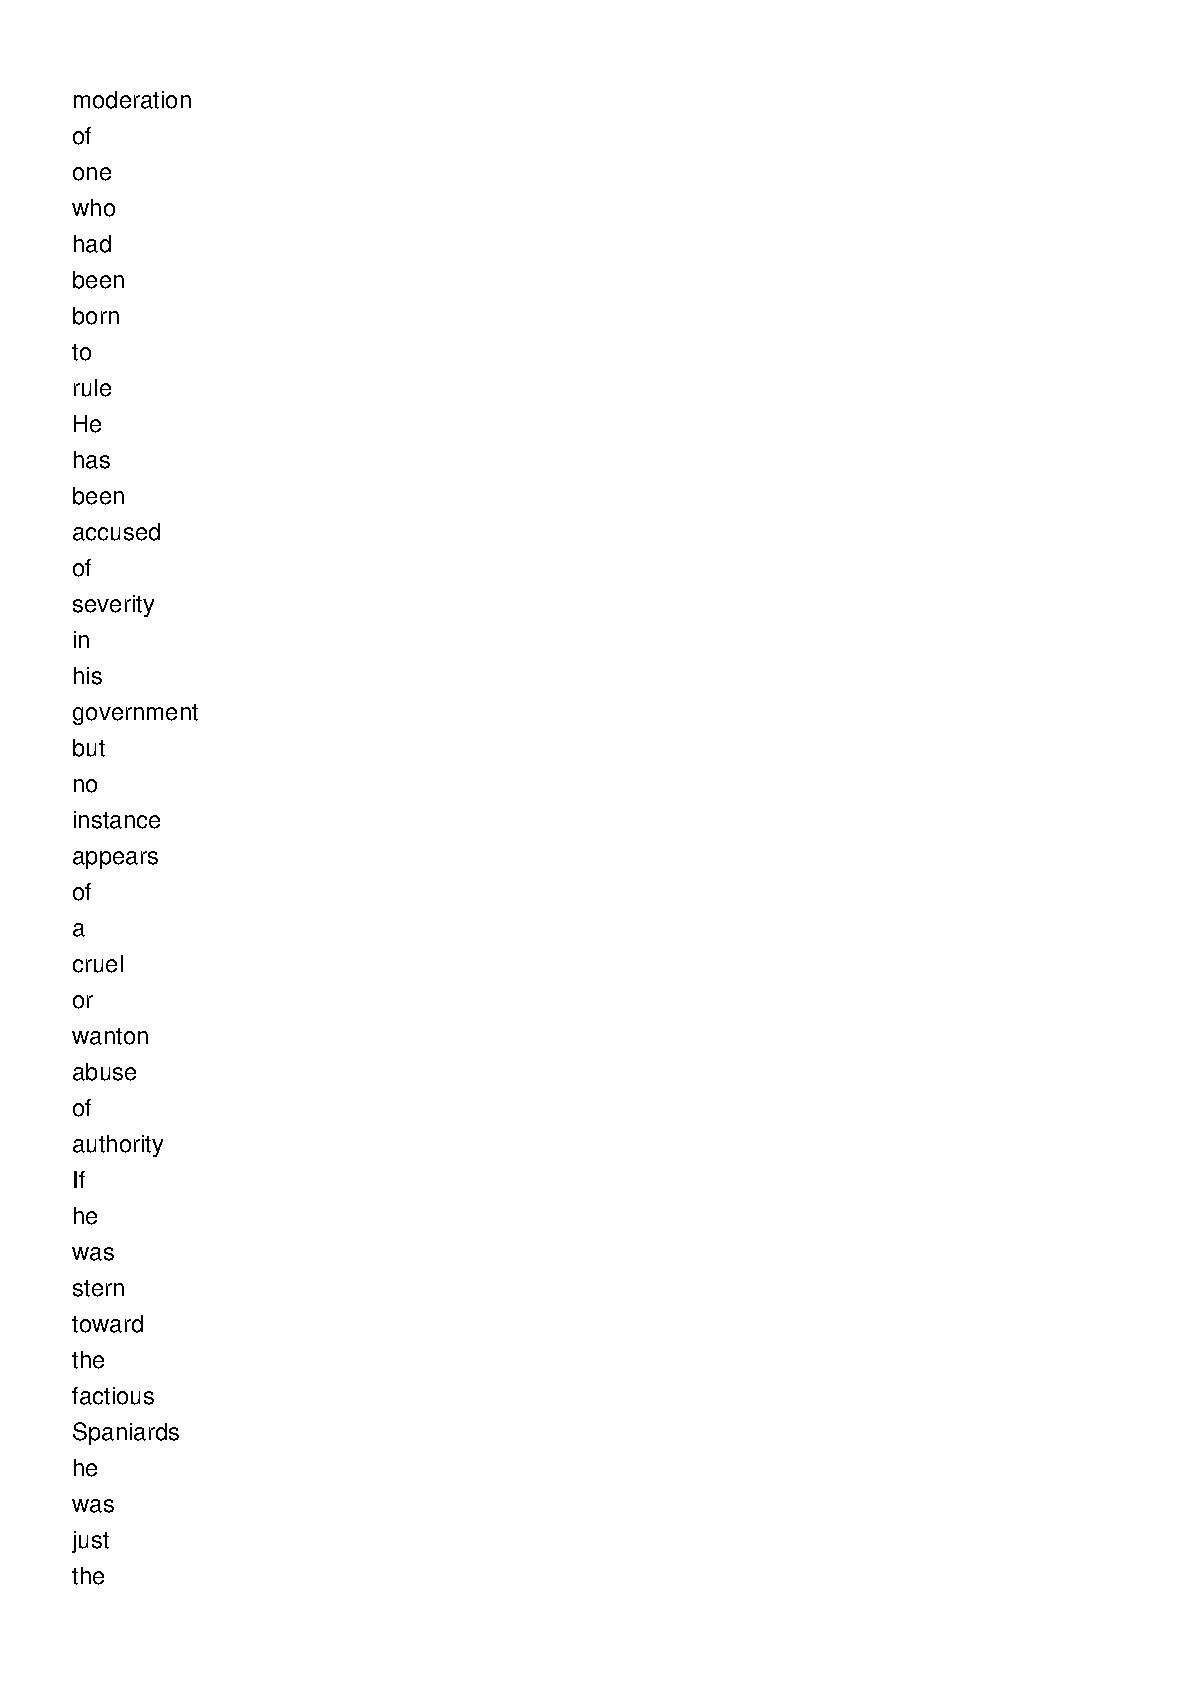 moderation
of
one
who
had
been
born
to
rule
He
has
been
accused
of
severity
in
his
government
but
no
instance
appears
of
a
cruel
or
wanton
abuse
of
authority
If
he
was
stern
toward
the
factious
Spaniards
he
was
just
the